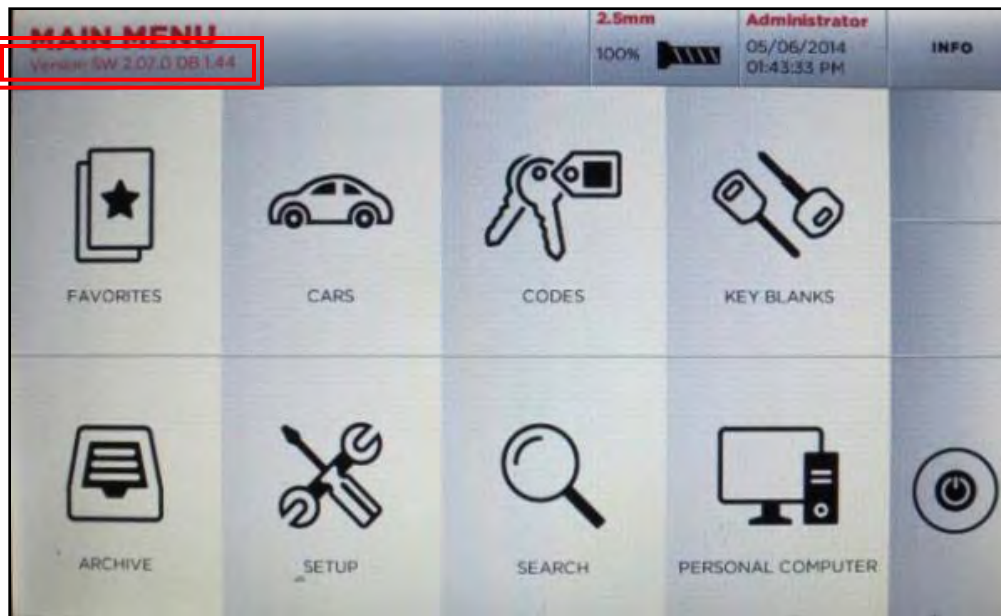 MAIN MENU
Version SW 2.07.0 DB 1.44
2.5mm
100%
Administrator
05/06/2014
01:43:33 PM
INFO
FAVORITES
CARS
CODES
KEY BLANKS
ARCHIVE
SETUP
SEARCH
PERSONAL COMPUTER